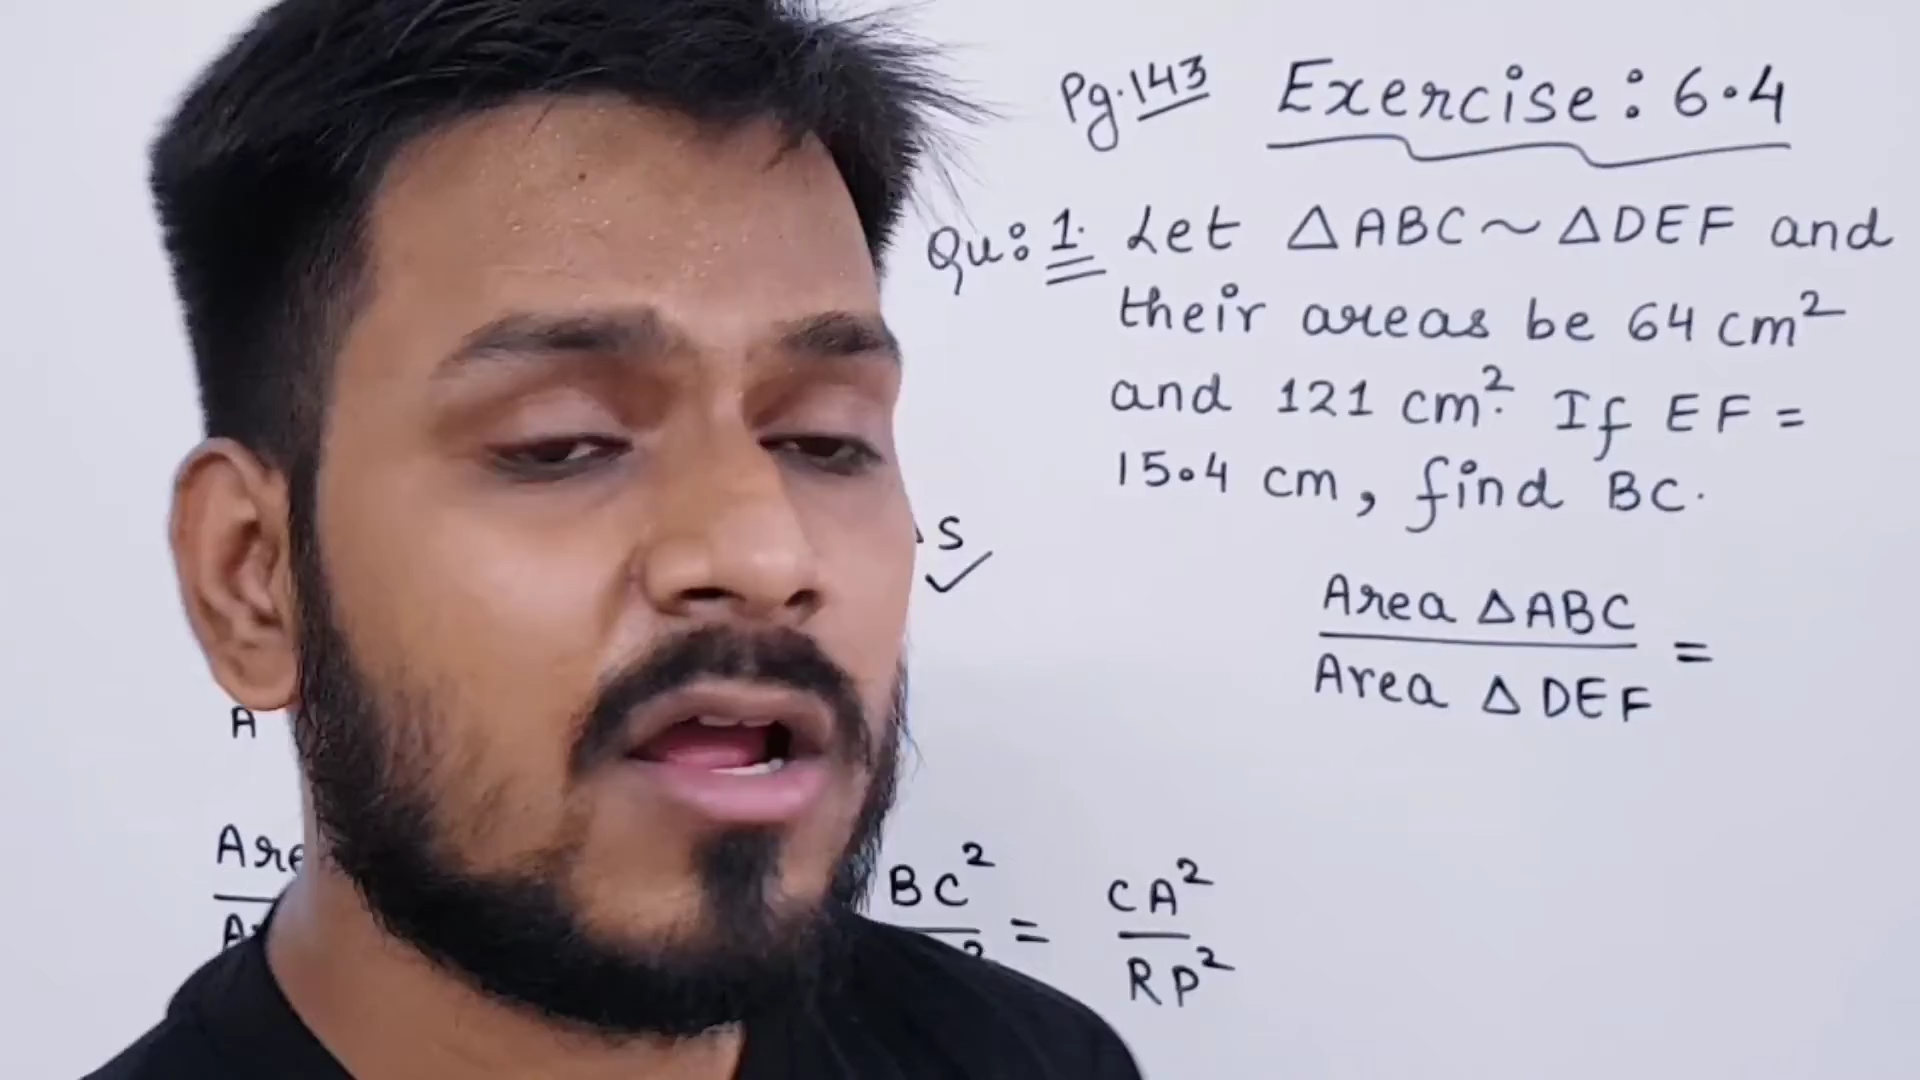 Pg.143 Exercise: 6.4
Qu: 1. Let △ABC ~ △DEF and
their areas be 64 cm²
and 121 cm². If EF =
15.4 cm, find BC.
S
Area △ABC
=
Area △DEF
A
BC²
=
CA²
RP²